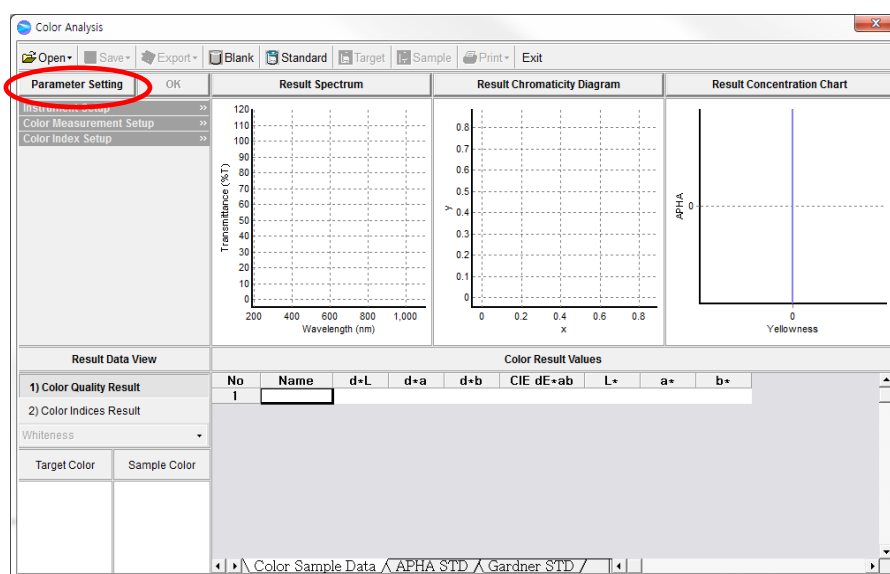 Color Analysis
Open Save Export Blank Standard Target Sample Print Exit
Parameter Setting OK Result Spectrum Result Chromaticity Diagram Result Concentration Chart
Instrument Setup »
Color Measurement Setup »
Color Index Setup »
120
110
100
90
80
70
60
50
40
30
20
10
0
Transmittance (%T)
200 400 600 800 1,000
Wavelength (nm)
0.8
0.7
0.6
0.5
0.4
0.3
0.2
0.1
0
Y
0 0.2 0.4 0.6 0.8
x
APHA
0
0
Yellowness
Result Data View Color Result Values
1) Color Quality Result
2) Color Indices Result
Whiteness
Target Color Sample Color
No Name d*L d*a d*b CIE dE*ab L* a* b*
1
Color Sample Data APHA STD Gardner STD